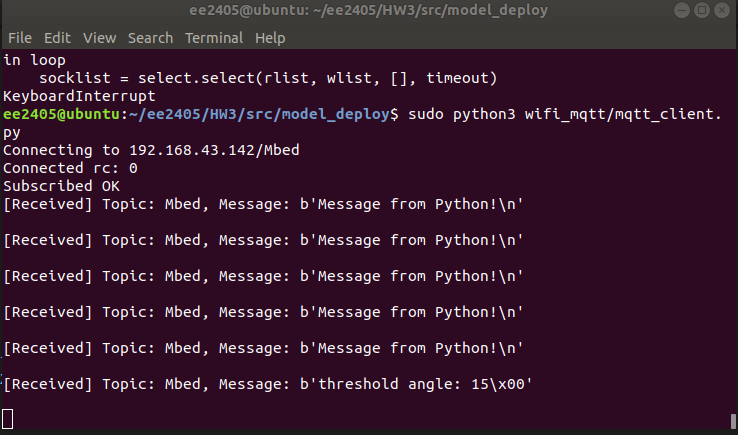 ee2405@ubuntu: ~/ee2405/HW3/src/model_deploy
File Edit View Search Terminal Help
in loop
    socklist = select.select(rlist, wlist, [], timeout)
KeyboardInterrupt
ee2405@ubuntu:~/ee2405/HW3/src/model_deploy$ sudo python3 wifi_mqtt/mqtt_client.
py
Connecting to 192.168.43.142/Mbed
Connected rc: 0
Subscribed OK
[Received] Topic: Mbed, Message: b'Message from Python!\n'
[Received] Topic: Mbed, Message: b'Message from Python!\n'
[Received] Topic: Mbed, Message: b'Message from Python!\n'
[Received] Topic: Mbed, Message: b'Message from Python!\n'
[Received] Topic: Mbed, Message: b'Message from Python!\n'
[Received] Topic: Mbed, Message: b'threshold angle: 15\x00'